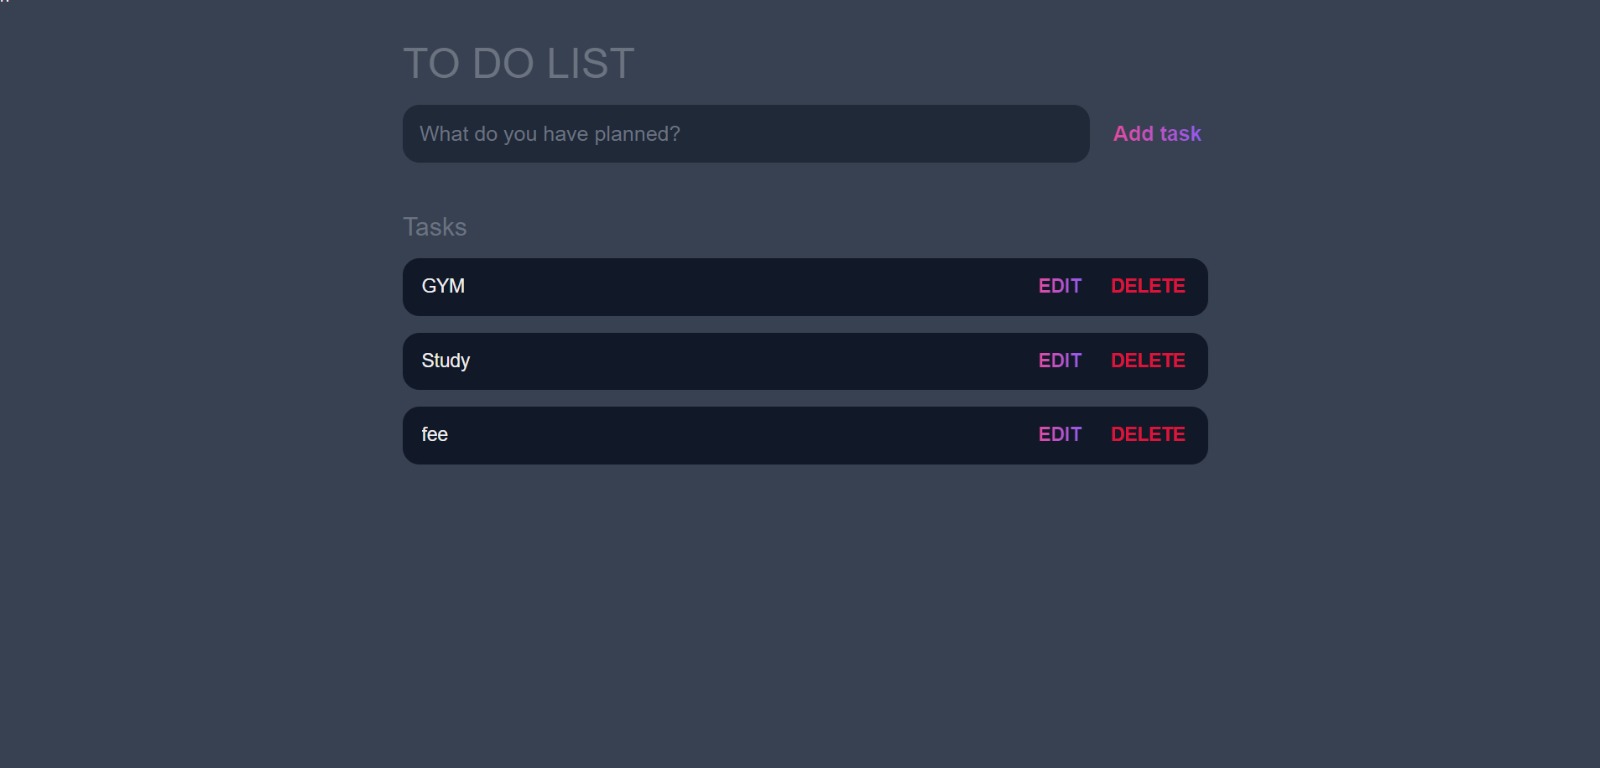 TO DO LIST
What do you have planned? Add task
Tasks
GYM EDIT DELETE
Study EDIT DELETE
fee EDIT DELETE